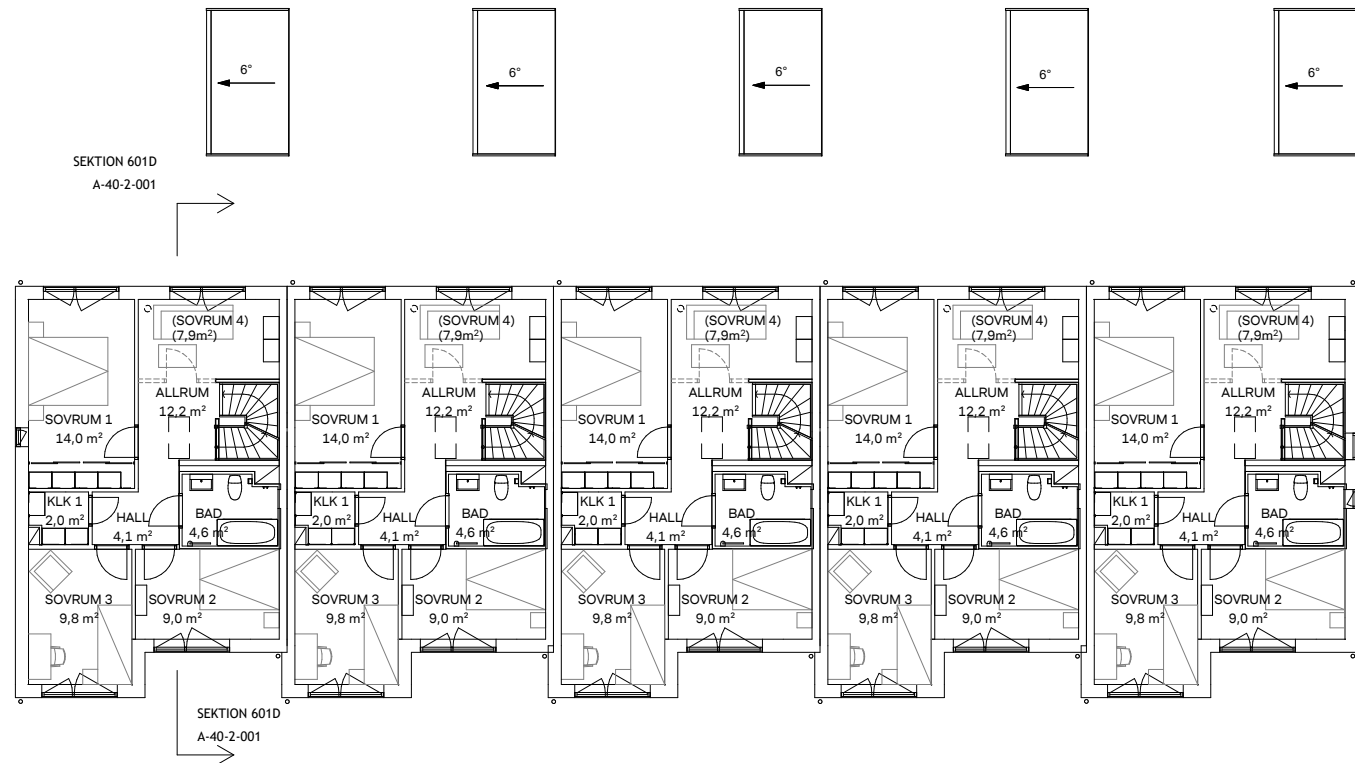 6°
6°
6°
6°
6°
SEKTION 601D
A-40-2-001
(SOVRUM 4)
(7,9m²)
ALLRUM
12,2 m²
SOVRUM 1
14,0 m²
KLK 1
2,0 m²
HALL
4,1 m²
BAD
4,6 m²
SOVRUM 3
9,8 m²
SOVRUM 2
9,0 m²
(SOVRUM 4)
(7,9m²)
ALLRUM
12,2 m²
SOVRUM 1
14,0 m²
KLK 1
2,0 m²
HALL
4,1 m²
BAD
4,6 m²
SOVRUM 3
9,8 m²
SOVRUM 2
9,0 m²
(SOVRUM 4)
(7,9m²)
ALLRUM
12,2 m²
SOVRUM 1
14,0 m²
KLK 1
2,0 m²
HALL
4,1 m²
BAD
4,6 m²
SOVRUM 3
9,8 m²
SOVRUM 2
9,0 m²
(SOVRUM 4)
(7,9m²)
ALLRUM
12,2 m²
SOVRUM 1
14,0 m²
KLK 1
2,0 m²
HALL
4,1 m²
BAD
4,6 m²
SOVRUM 3
9,8 m²
SOVRUM 2
9,0 m²
(SOVRUM 4)
(7,9m²)
ALLRUM
12,2 m²
SOVRUM 1
14,0 m²
KLK 1
2,0 m²
HALL
4,1 m²
BAD
4,6 m²
SOVRUM 3
9,8 m²
SOVRUM 2
9,0 m²
SEKTION 601D
A-40-2-001